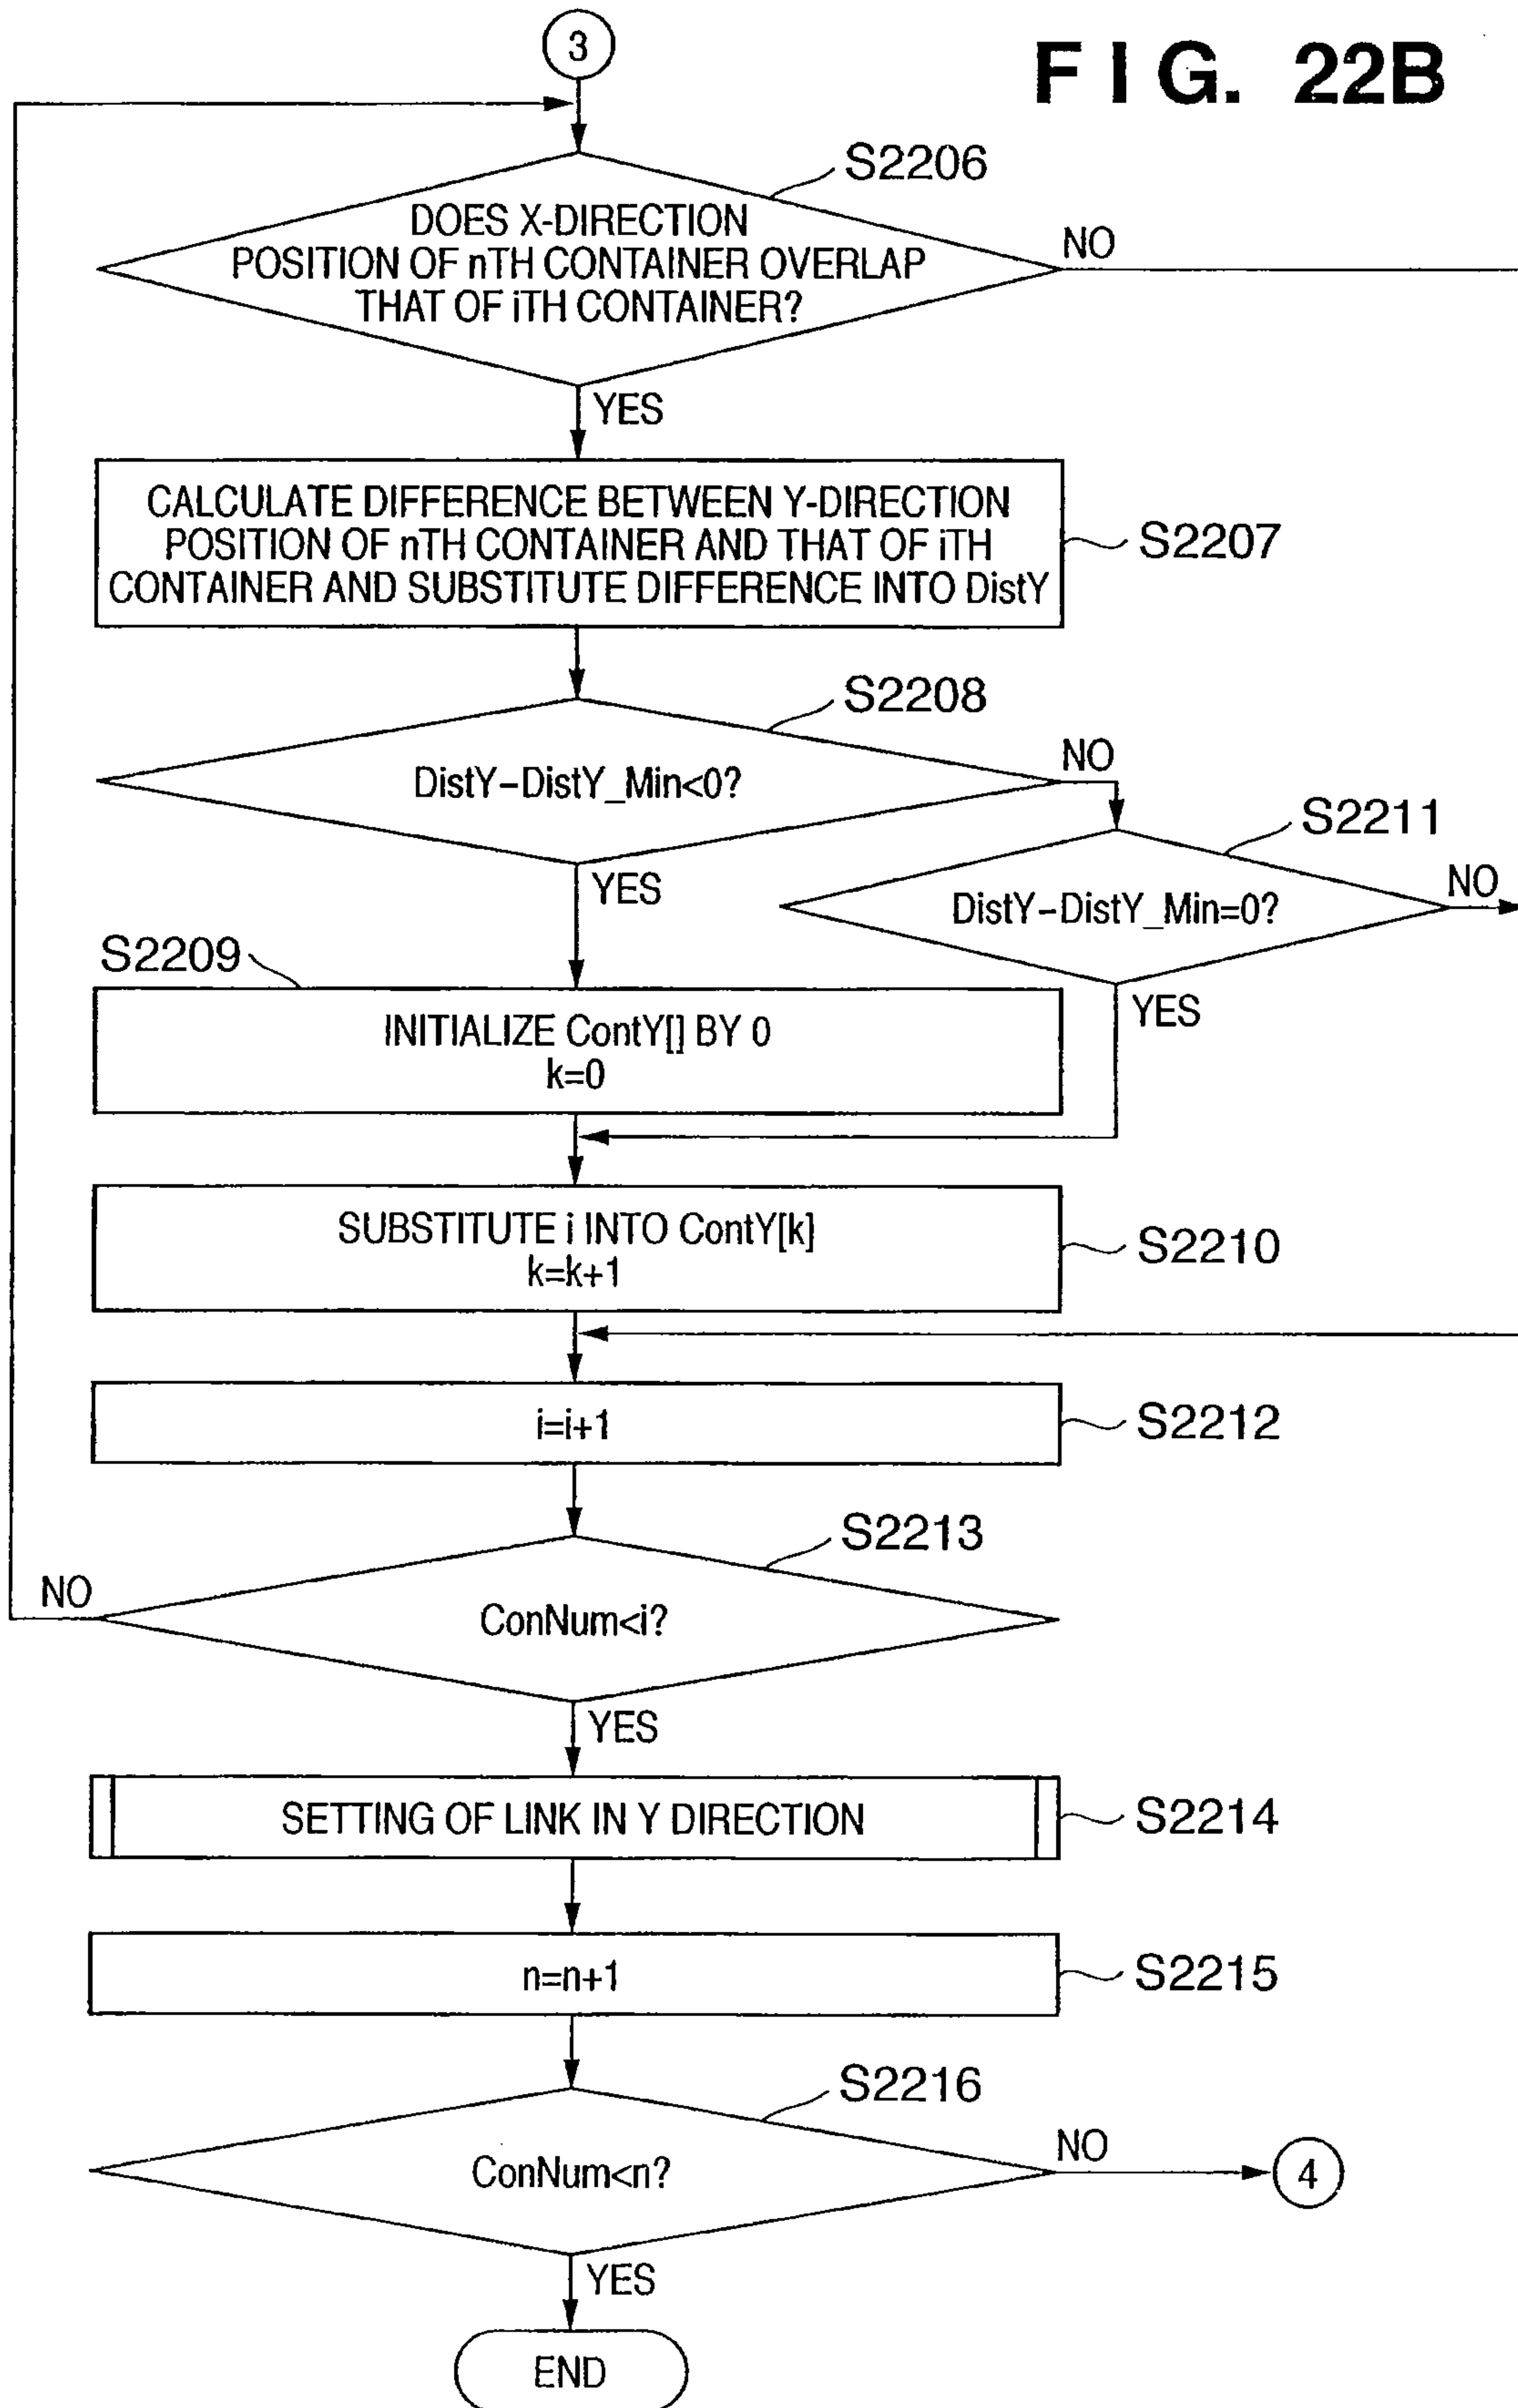 3
F I G. 22B
S2206
DOES X-DIRECTION
POSITION OF nTH CONTAINER OVERLAP
THAT OF iTH CONTAINER?
NO
YES
CALCULATE DIFFERENCE BETWEEN Y-DIRECTION
POSITION OF nTH CONTAINER AND THAT OF iTH
CONTAINER AND SUBSTITUTE DIFFERENCE INTO DistY
S2207
S2208
DistY-DistY_Min<0?
NO
YES
S2211
DistY-DistY_Min=0?
NO
YES
S2209
INITIALIZE ContY[] BY 0
k=0
SUBSTITUTE i INTO ContY[k]
k=k+1
S2210
i=i+1
S2212
S2213
ConNum<i?
NO
YES
SETTING OF LINK IN Y DIRECTION
S2214
n=n+1
S2215
S2216
ConNum<n?
NO
4
YES
END